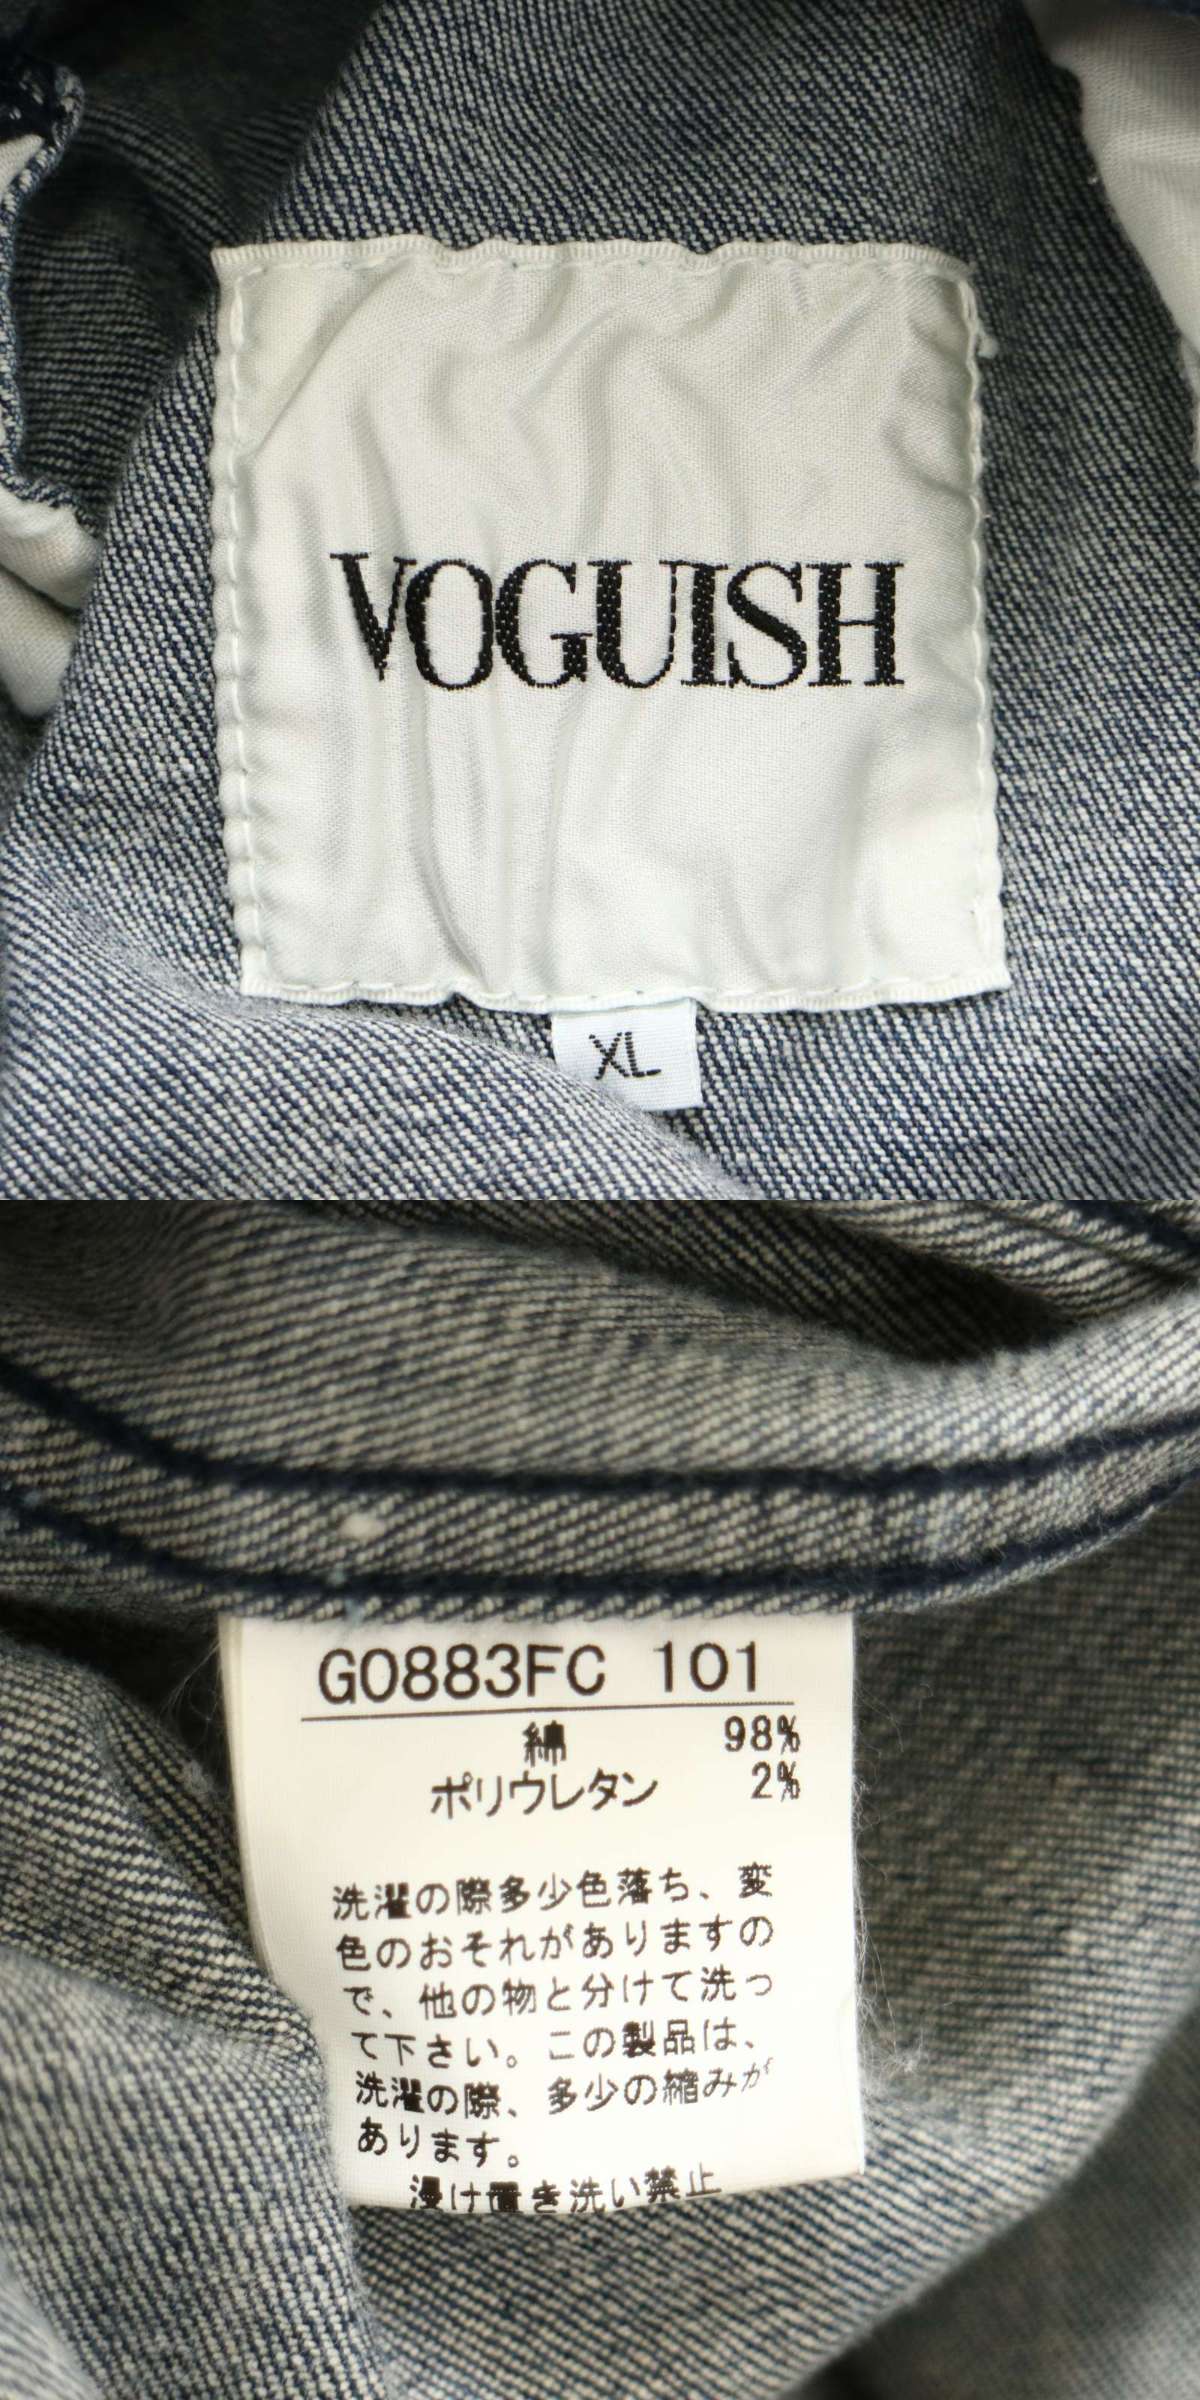 VOGUISH
XL
G0883FC 101
綿 98%
ポリウレタン 2%
洗濯の際多少色落ち、変
色のおそれがありますの
で、他の物と分けて洗っ
て下さい。この製品は、
洗濯の際、多少の縮みが
あります。
浸け置き洗い禁止